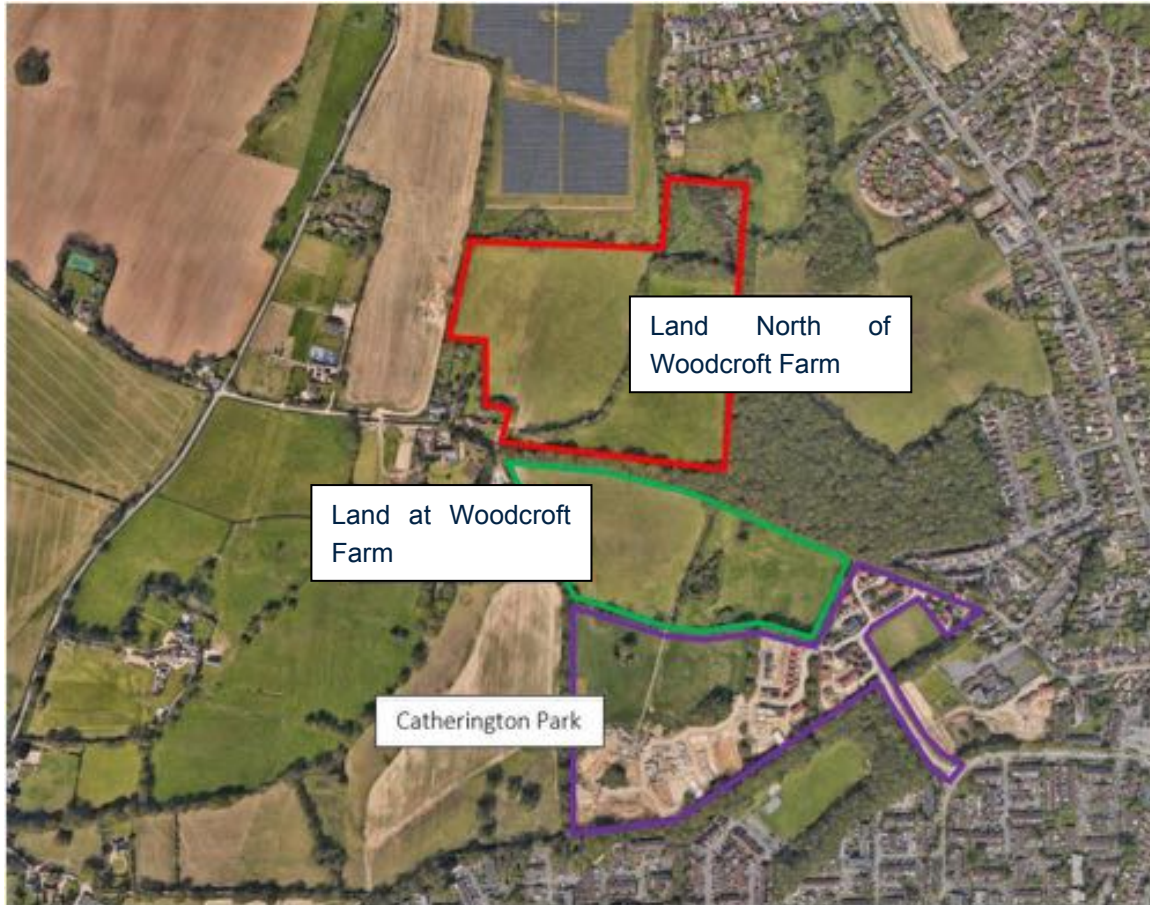 Land North of
Woodcroft Farm
Land at Woodcroft
Farm
Catherington Park